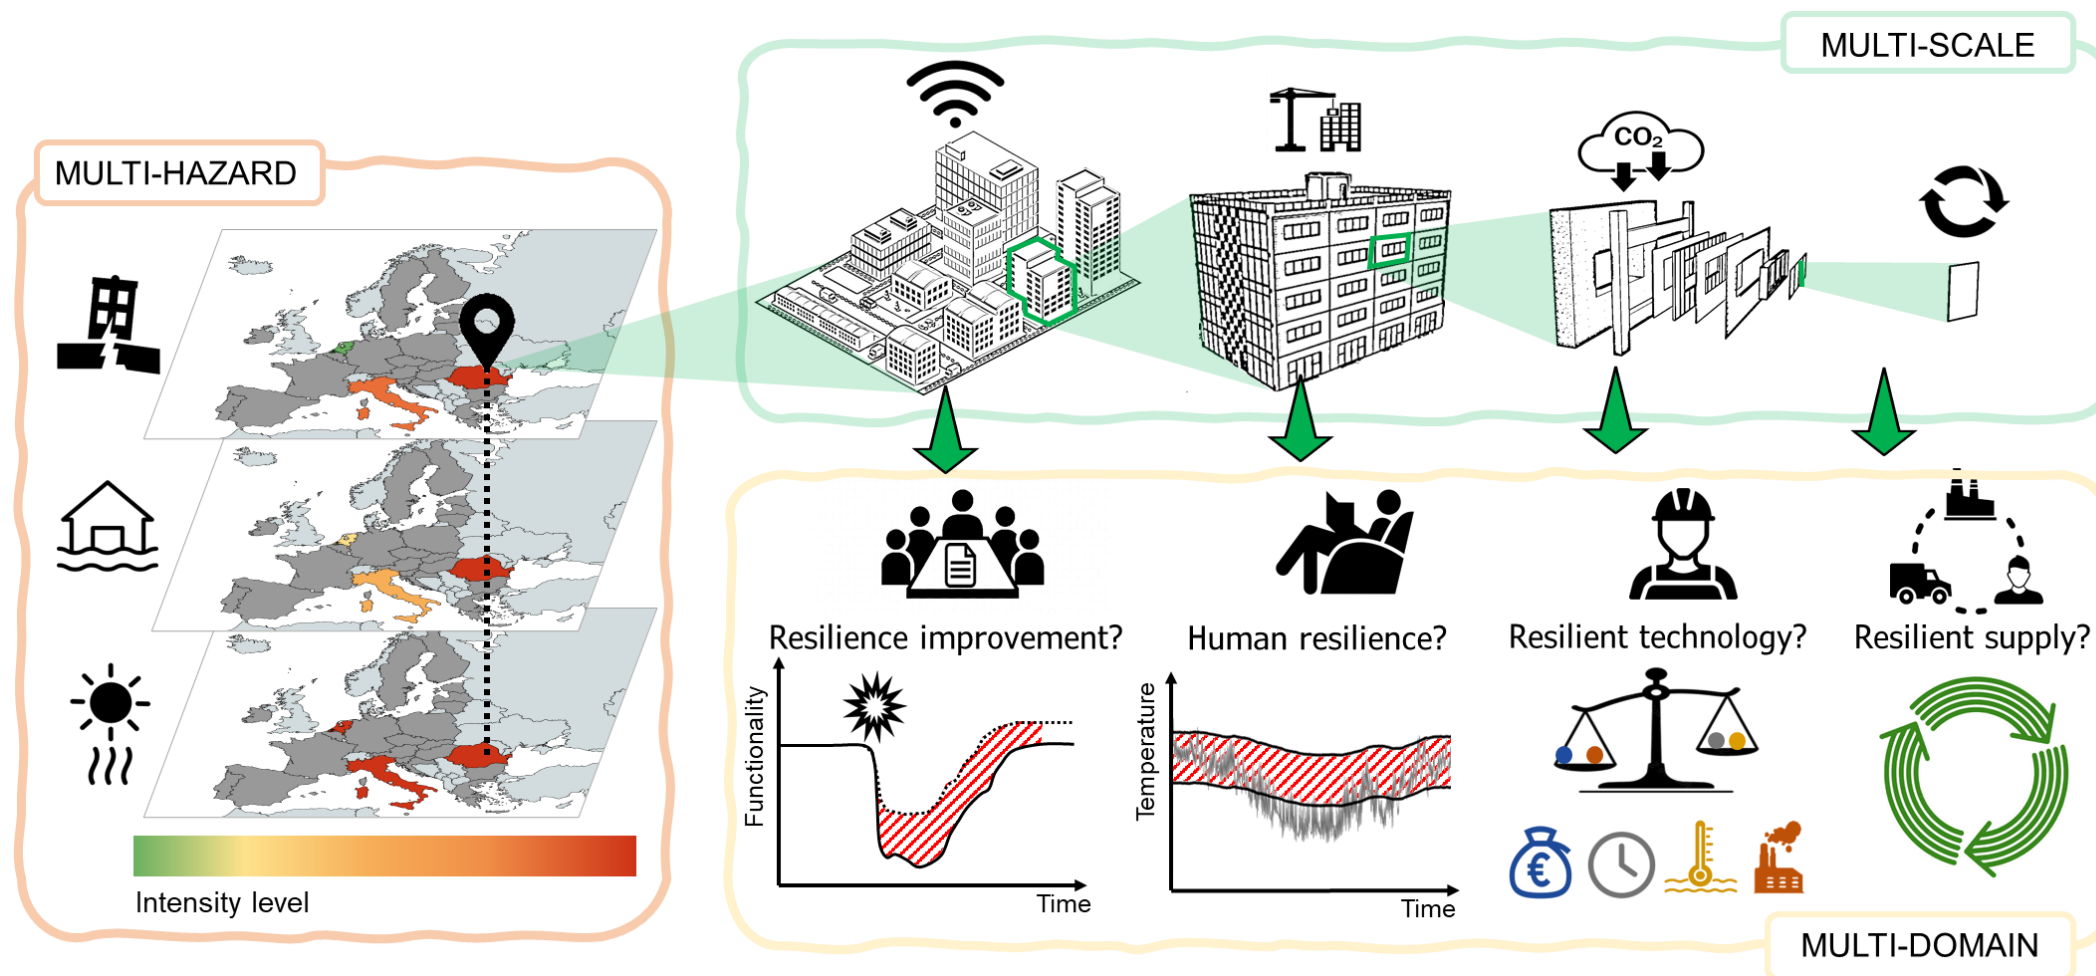 MULTI-SCALE
MULTI-HAZARD
CO₂
Resilience improvement?
Human resilience?
Resilient technology?
Resilient supply?
Functionality
Time
Temperature
Time
€
Intensity level
MULTI-DOMAIN